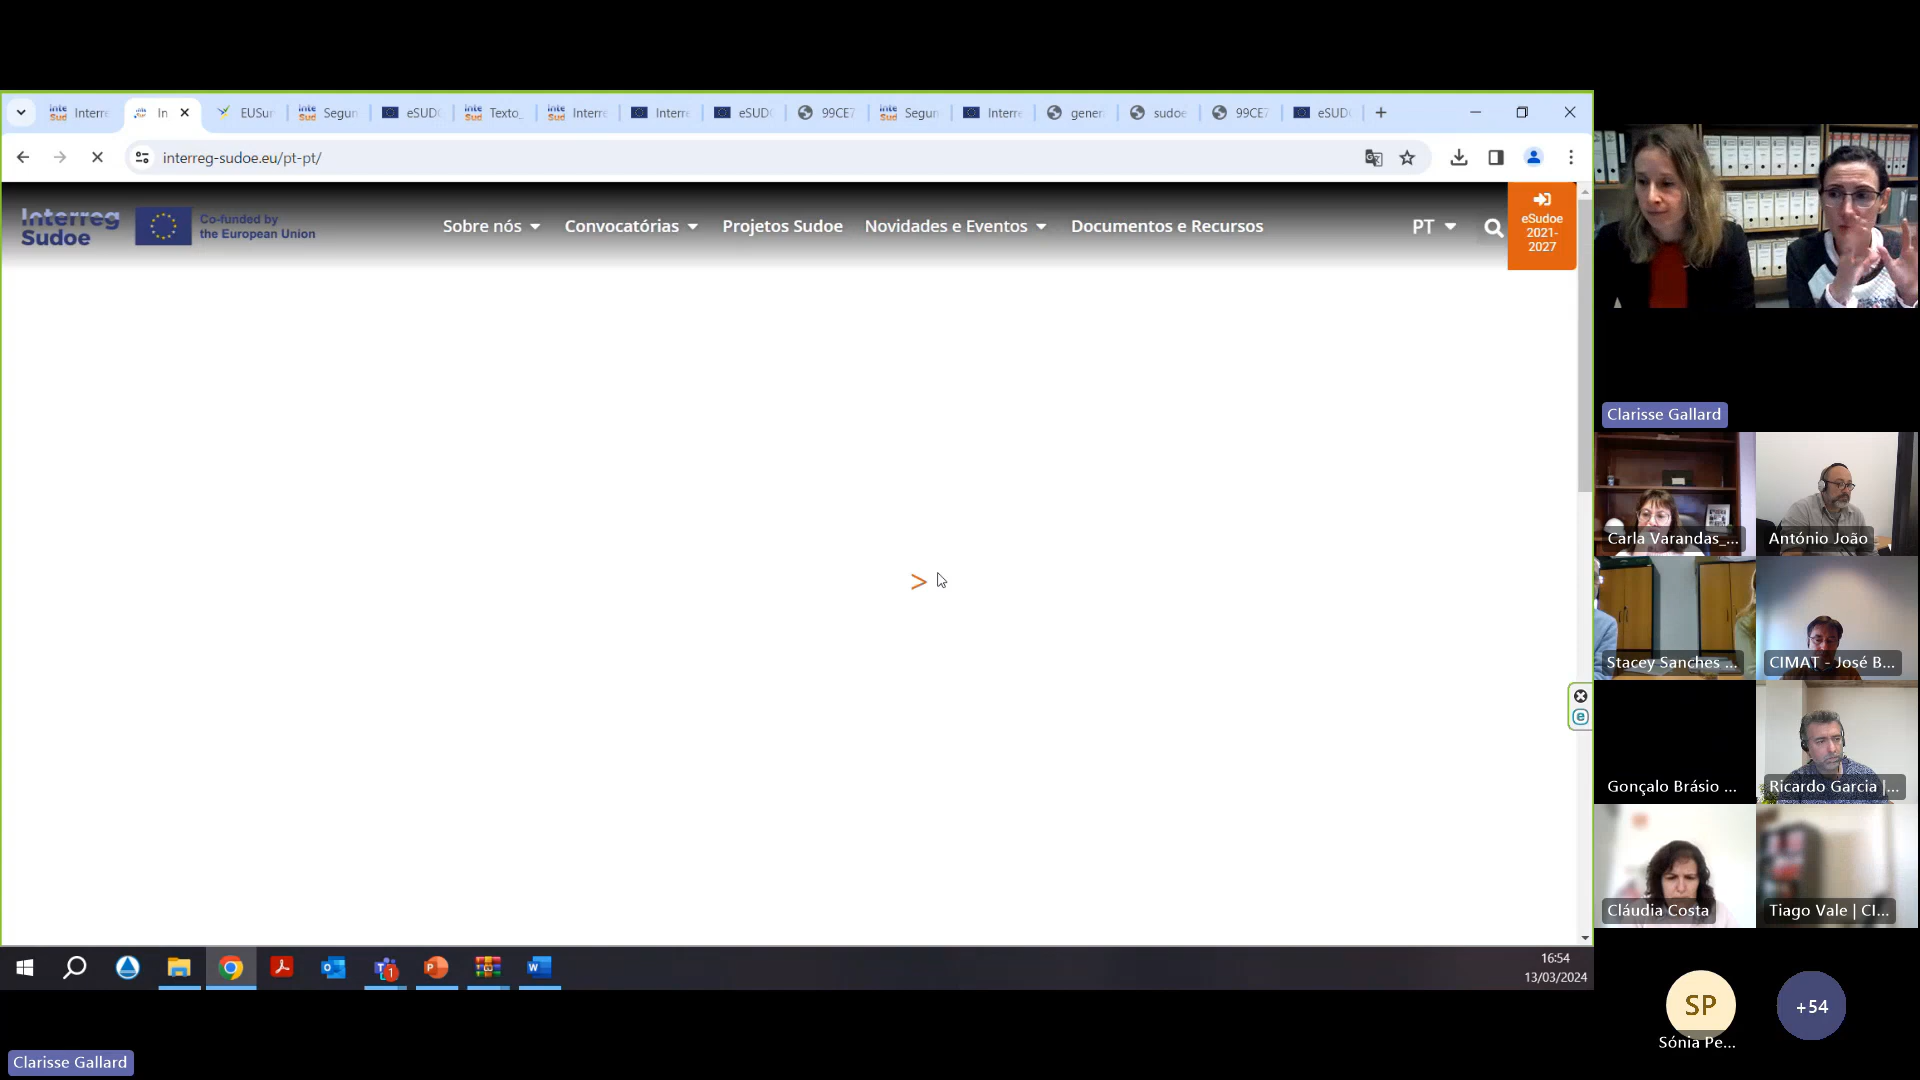 Interre
In
EUSur
Segun
eSUD
Texto_
Interre
Interre
eSUD
99CE7
Segun
Interre
gener
sudoe
99CE7
eSUD
interreg-sudoe.eu/pt-pt/
Interreg
Sudoe
Co-funded by
the European Union
Sobre nós
Convocatórias
Projetos Sudoe
Novidades e Eventos
Documentos e Recursos
PT
eSudoe
2021-
2027
Clarisse Gallard
Carla Varandas_...
António João
Stacey Sanches ...
CIMAT - José B...
Gonçalo Brásio ...
Ricardo Garcia |...
Cláudia Costa
Tiago Vale | CI...
16:54
13/03/2024
SP
+54
Sónia Pe...
Clarisse Gallard